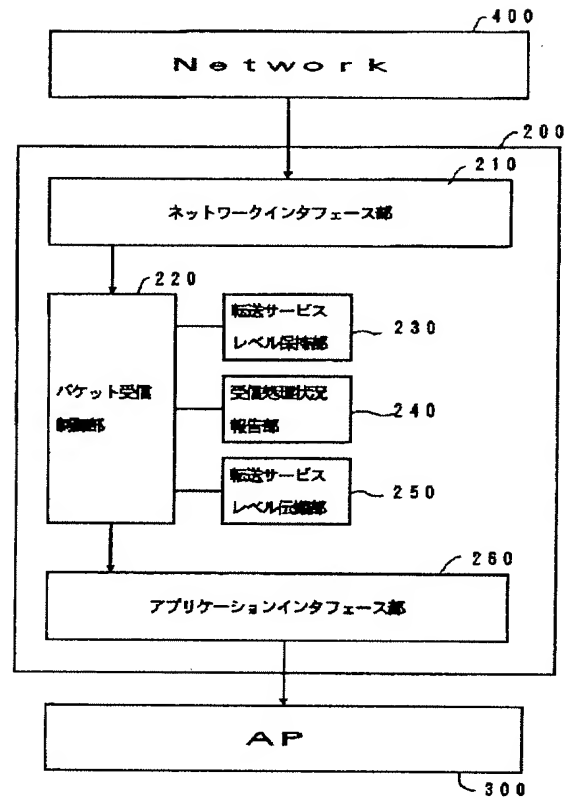 400
Network
200
210
ネットワークインタフェース部
220
パケット受信
制御部
転送サービス
レベル保持部
230
受信処理状況
報告部
240
転送サービス
レベル伝播部
250
260
アプリケーションインタフェース部
AP
300